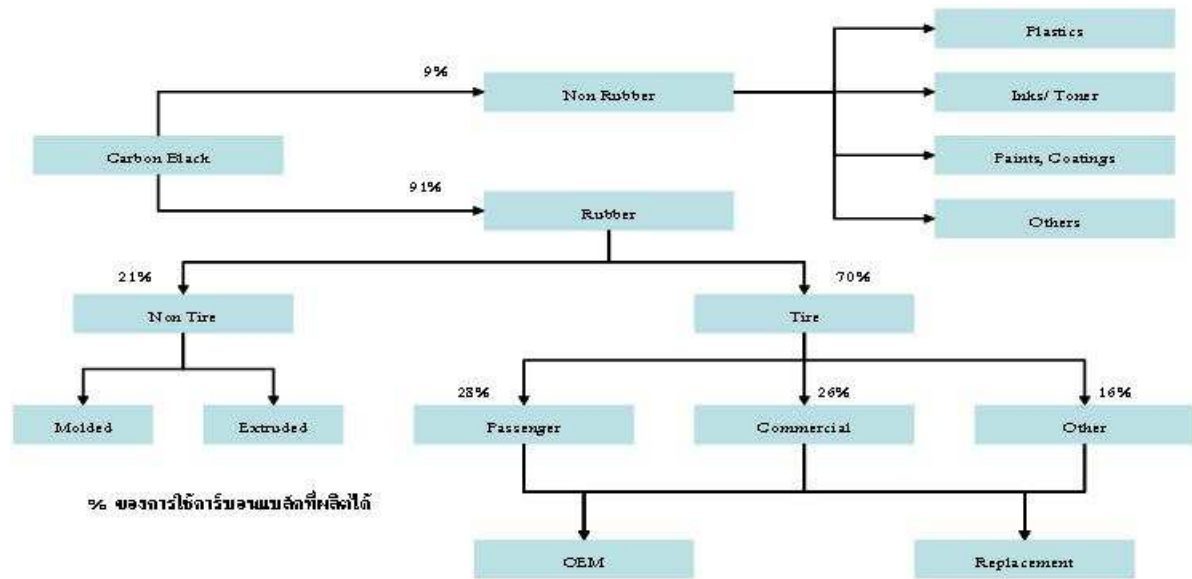 Plastics
9%
Non Rubber
Inks/ Toner
Carbon Black
Paints, Coatings
91%
Rubber
Others
21%
70%
Non Tire
Tire
28%
26%
16%
Molded
Extruded
Passenger
Commercial
Other
% ของการใช้คาร์บอนแบล็กที่ผลิตได้
OEM
Replacement